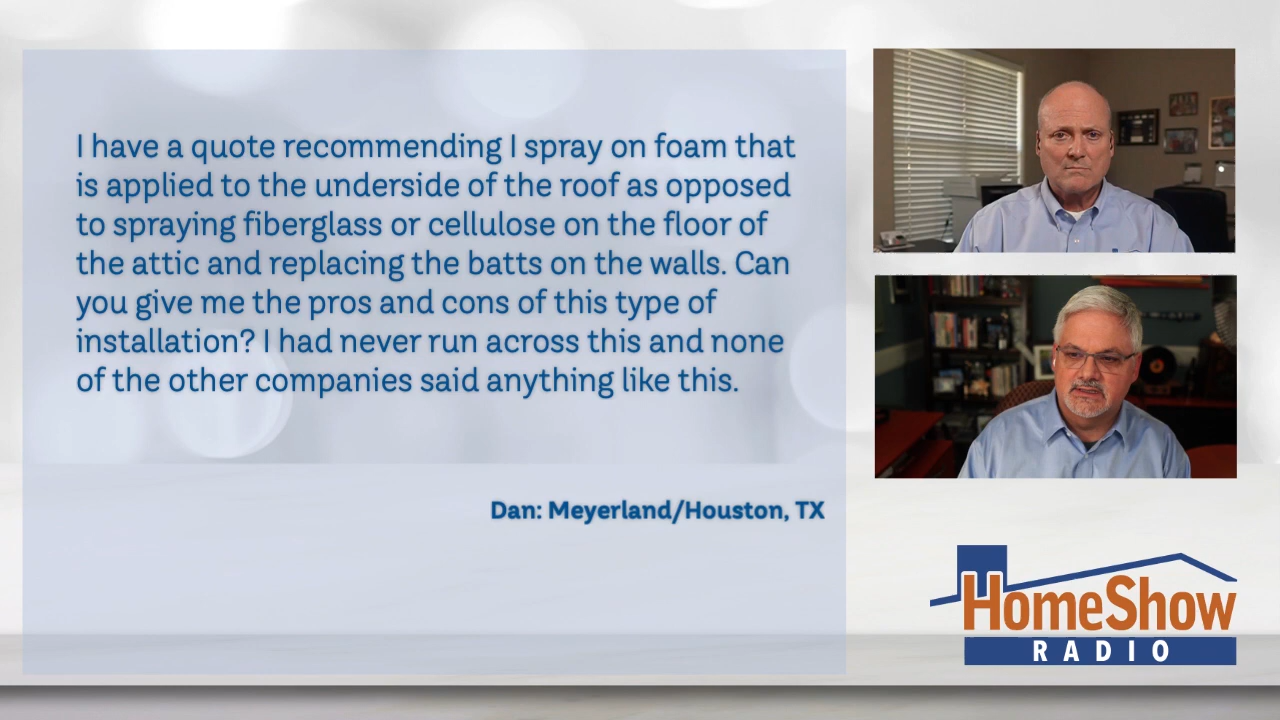 I have a quote recommending I spray on foam that
is applied to the underside of the roof as opposed
to spraying fiberglass or cellulose on the floor of
the attic and replacing the batts on the walls. Can
you give me the pros and cons of this type of
installation? I had never run across this and none
of the other companies said anything like this.
Dan: Meyerland/Houston, TX
HomeShow
RADIO